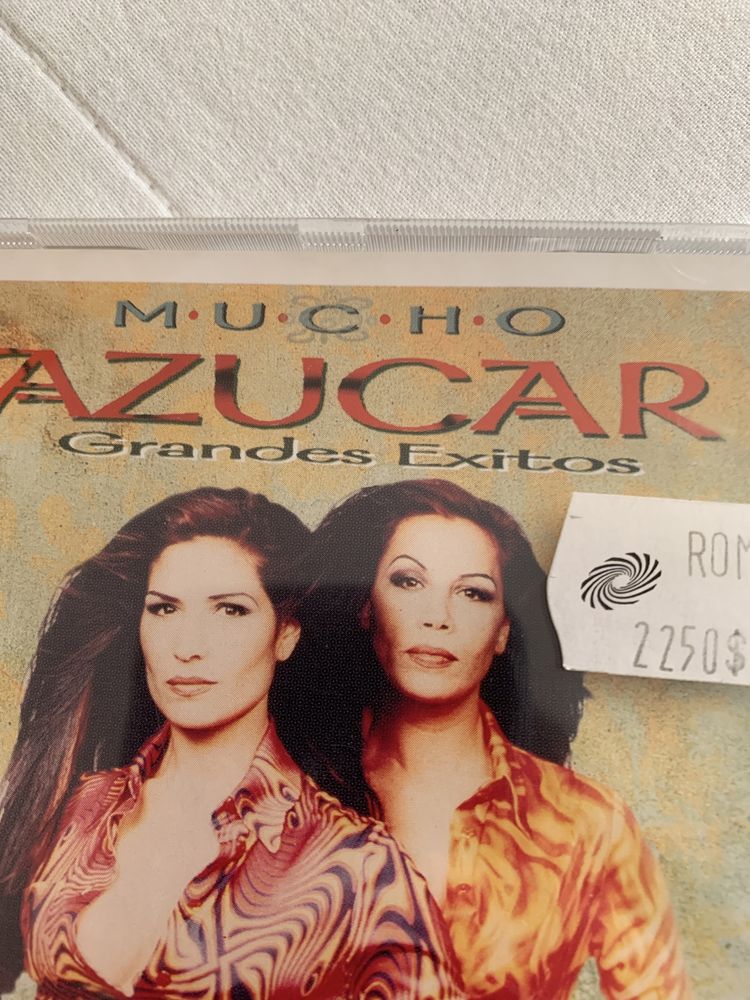 M·U·C·H·O
AZUCAR
Grandes Exitos
ROM
2250$